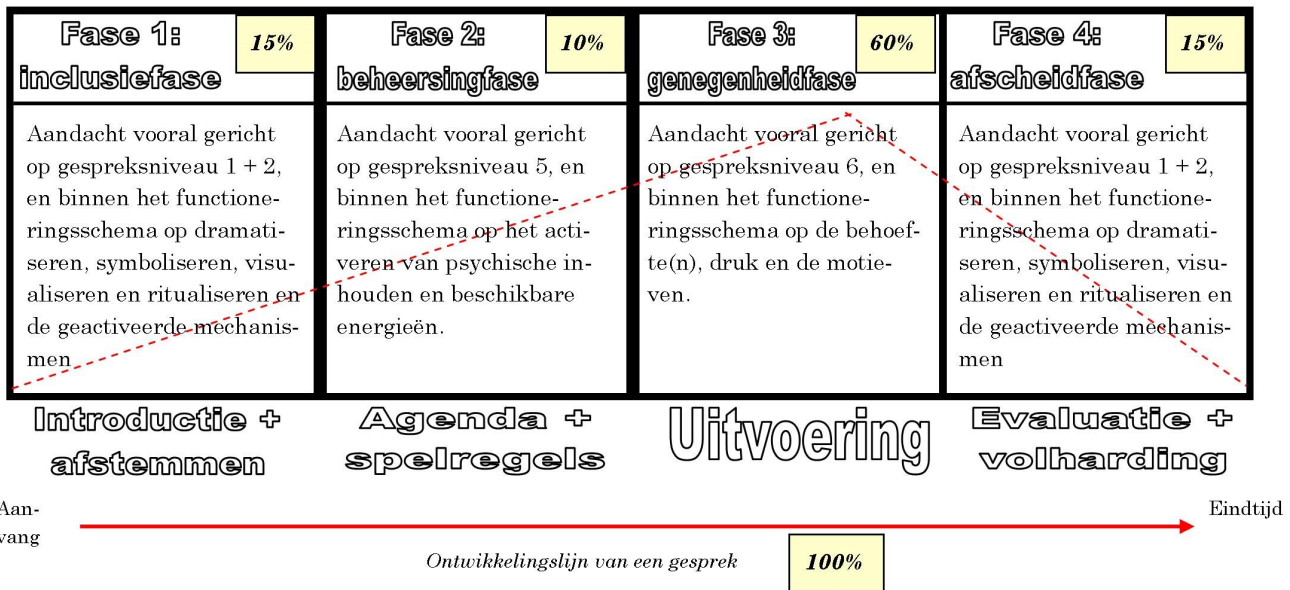 Fase 1:
inclusiefase
15%
Aandacht vooral gericht
op gespreksniveau 1 + 2,
en binnen het functione-
ringsschema op dramati-
seren, symboliseren, visu-
aliseren en ritualiseren en
de geactiveerde mechanis-
men
Introductie +
afstemmen
Fase 2:
beheersingfase
10%
Aandacht vooral gericht
op gespreksniveau 5, en
binnen het functione-
ringsschema op het acti-
veren van psychische in-
houden en beschikbare
energieën.
Agenda +
spelregels
Fase 3:
genegenheidfase
60%
Aandacht vooral gericht
op gespreksniveau 6, en
binnen het functione-
ringsschema op de behoef-
te(n), druk en de motie-
ven.
Uitvoering
Fase 4:
afscheidfase
15%
Aandacht vooral gericht
op gespreksniveau 1 + 2,
en binnen het functione-
ringsschema op dramati-
seren, symboliseren, visu-
aliseren en ritualiseren en
de geactiveerde mechanis-
men
Evaluatie +
volharding
Aan-
vang
Eindtijd
Ontwikkelingslijn van een gesprek
100%